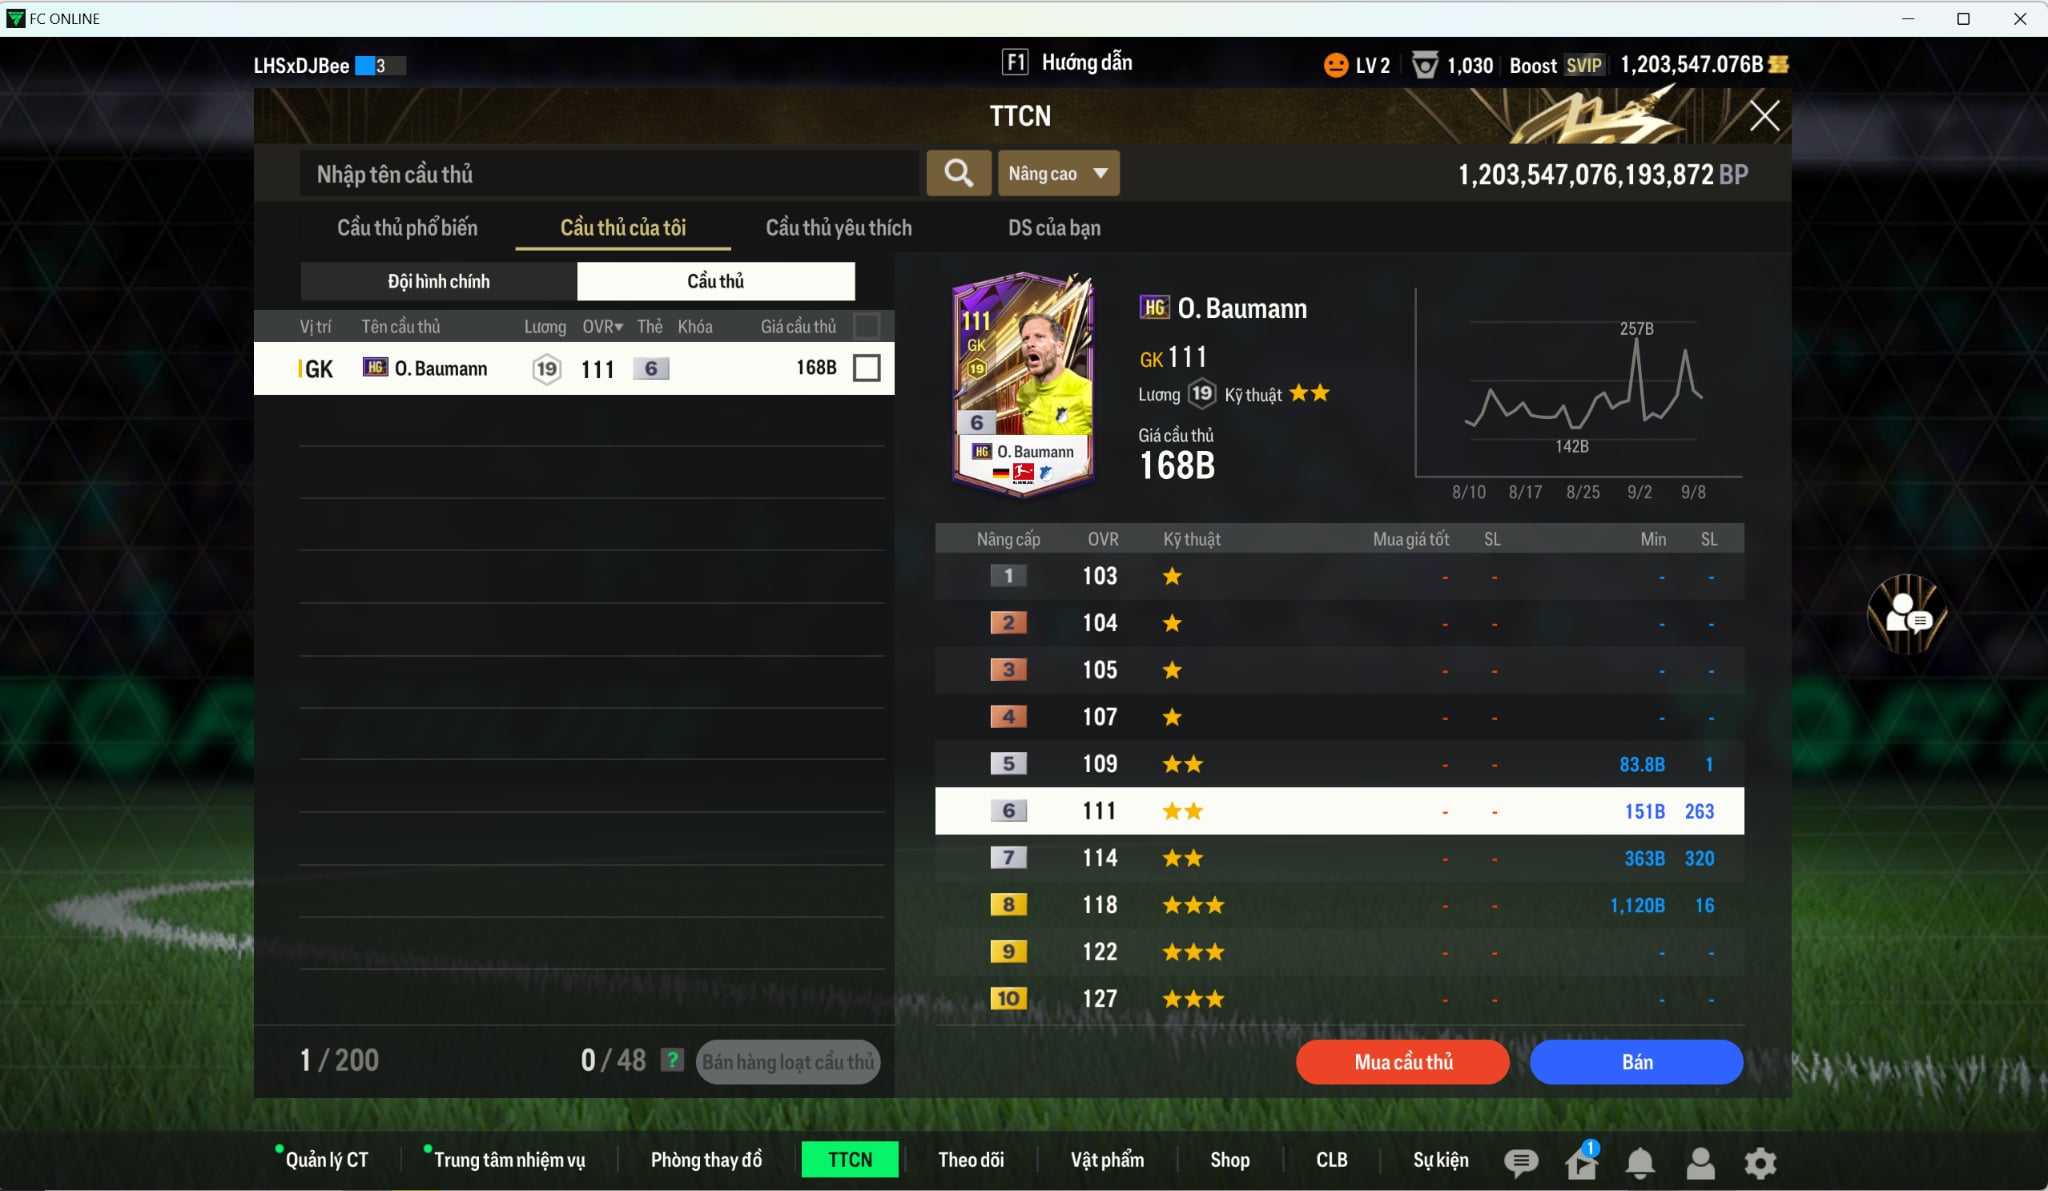 FC ONLINE
LHSxDJBee 3
F1 Hướng dẫn
LV 2 1,030 Boost SVIP 1,203,547.076B
TTCN
Nhập tên cầu thủ
Nâng cao
1,203,547,076,193,872 BP
Cầu thủ phổ biến Cầu thủ của tôi Cầu thủ yêu thích DS của bạn
Đội hình chính Cầu thủ
Vị trí Tên cầu thủ Lương OVR Thẻ Khóa Giá cầu thủ
GK HG O. Baumann 19 111 6 168B
111
GK
19
6
HG O. Baumann
HG O. Baumann
GK 111
Lương 19 Kỹ thuật
Giá cầu thủ
168B
257B
142B
8/10 8/17 8/25 9/2 9/8
Nâng cấp OVR Kỹ thuật Mua giá tốt SL Min SL
1 103 - - - -
2 104 - - - -
3 105 - - - -
4 107 - - - -
5 109 - - 83.8B 1
6 111 - - 151B 263
7 114 - - 363B 320
8 118 - - 1,120B 16
9 122 - - - -
10 127 - - - -
1 / 200
0 / 48 ? Bán hàng loạt cầu thủ
Mua cầu thủ Bán
Quản lý CT Trung tâm nhiệm vụ Phòng thay đồ TTCN Theo dõi Vật phẩm Shop CLB Sự kiện 1